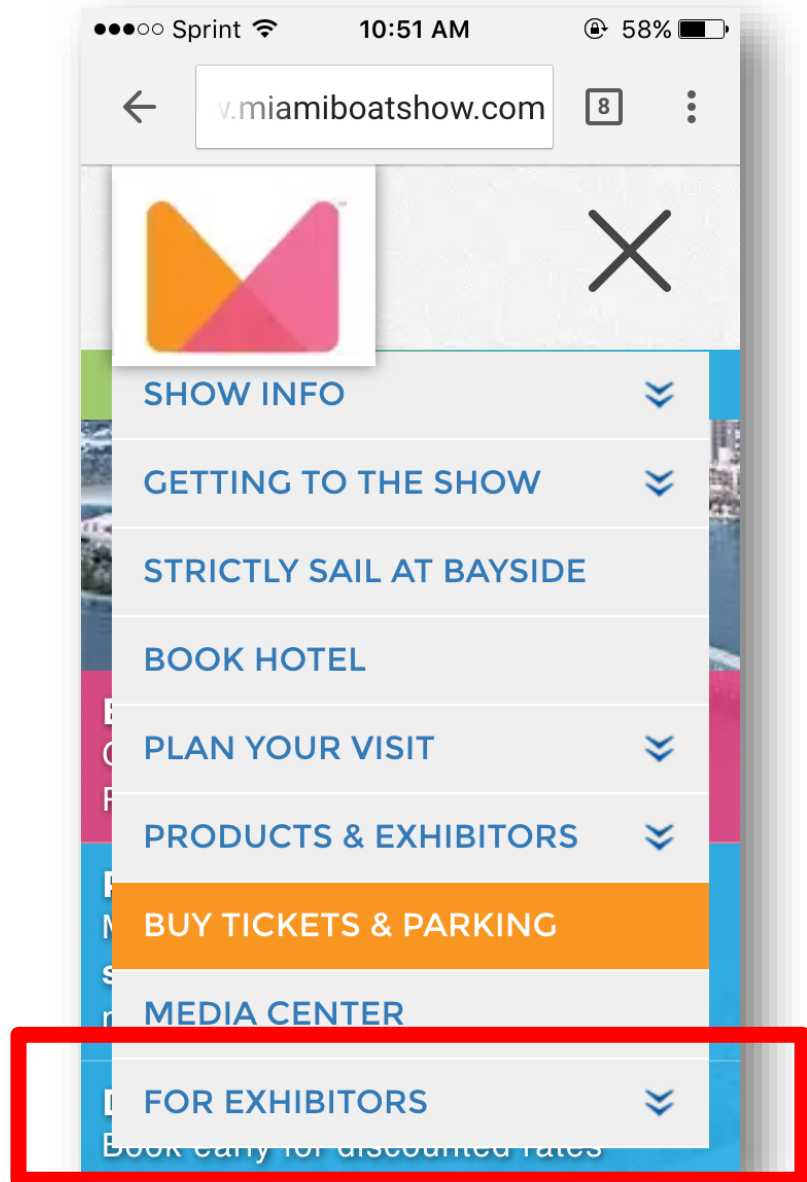 Sprint 10:51 AM 58%
v.miamiboatshow.com 8
SHOW INFO
GETTING TO THE SHOW
STRICTLY SAIL AT BAYSIDE
BOOK HOTEL
PLAN YOUR VISIT
PRODUCTS & EXHIBITORS
BUY TICKETS & PARKING
MEDIA CENTER
FOR EXHIBITORS
Book early for discounted rates